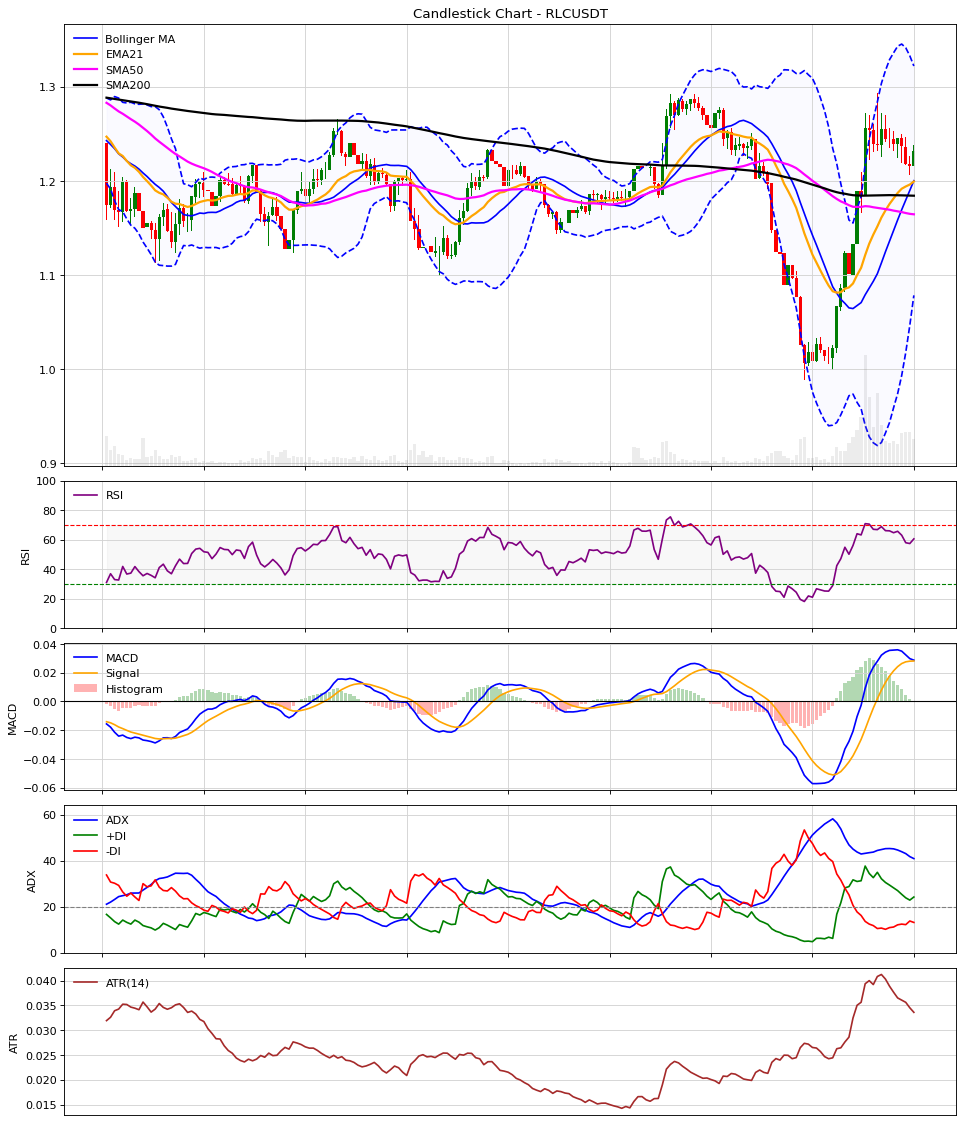 Candlestick Chart - RLCUSDT
Bollinger MA
EMA21
SMA50
SMA200
1.3
1.2
1.1
1.0
0.9
100
80
60
40
20
0
RSI
RSI
0.04
0.02
0.00
−0.02
−0.04
−0.06
MACD
MACD
Signal
Histogram
60
40
20
0
ADX
ADX
+DI
-DI
0.040
0.035
0.030
0.025
0.020
0.015
ATR
ATR(14)